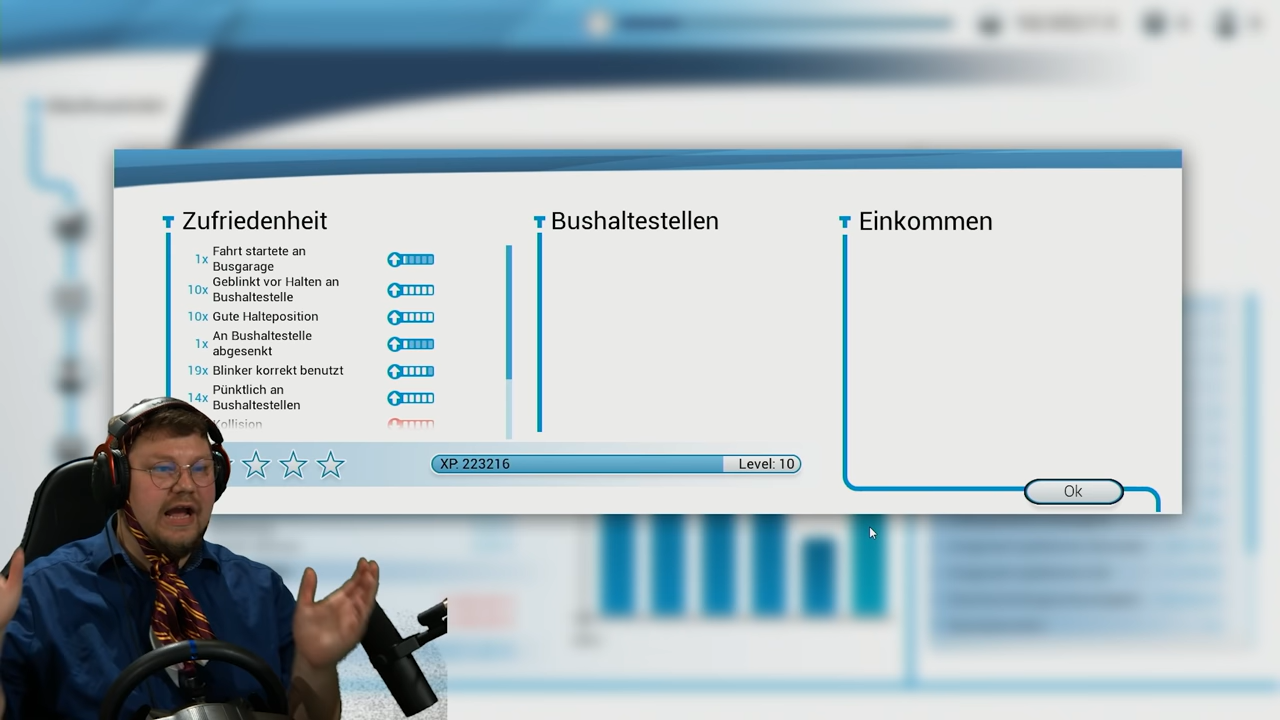 Zufriedenheit
1x Fahrt startete an
Busgarage
10x Geblinkt vor Halten an
Bushaltestelle
10x Gute Halteposition
1x An Bushaltestelle
abgesenkt
19x Blinker korrekt benutzt
14x Pünktlich an
Bushaltestellen
Kollision
XP: 223216
Level: 10
Bushaltestellen
Einkommen
Ok